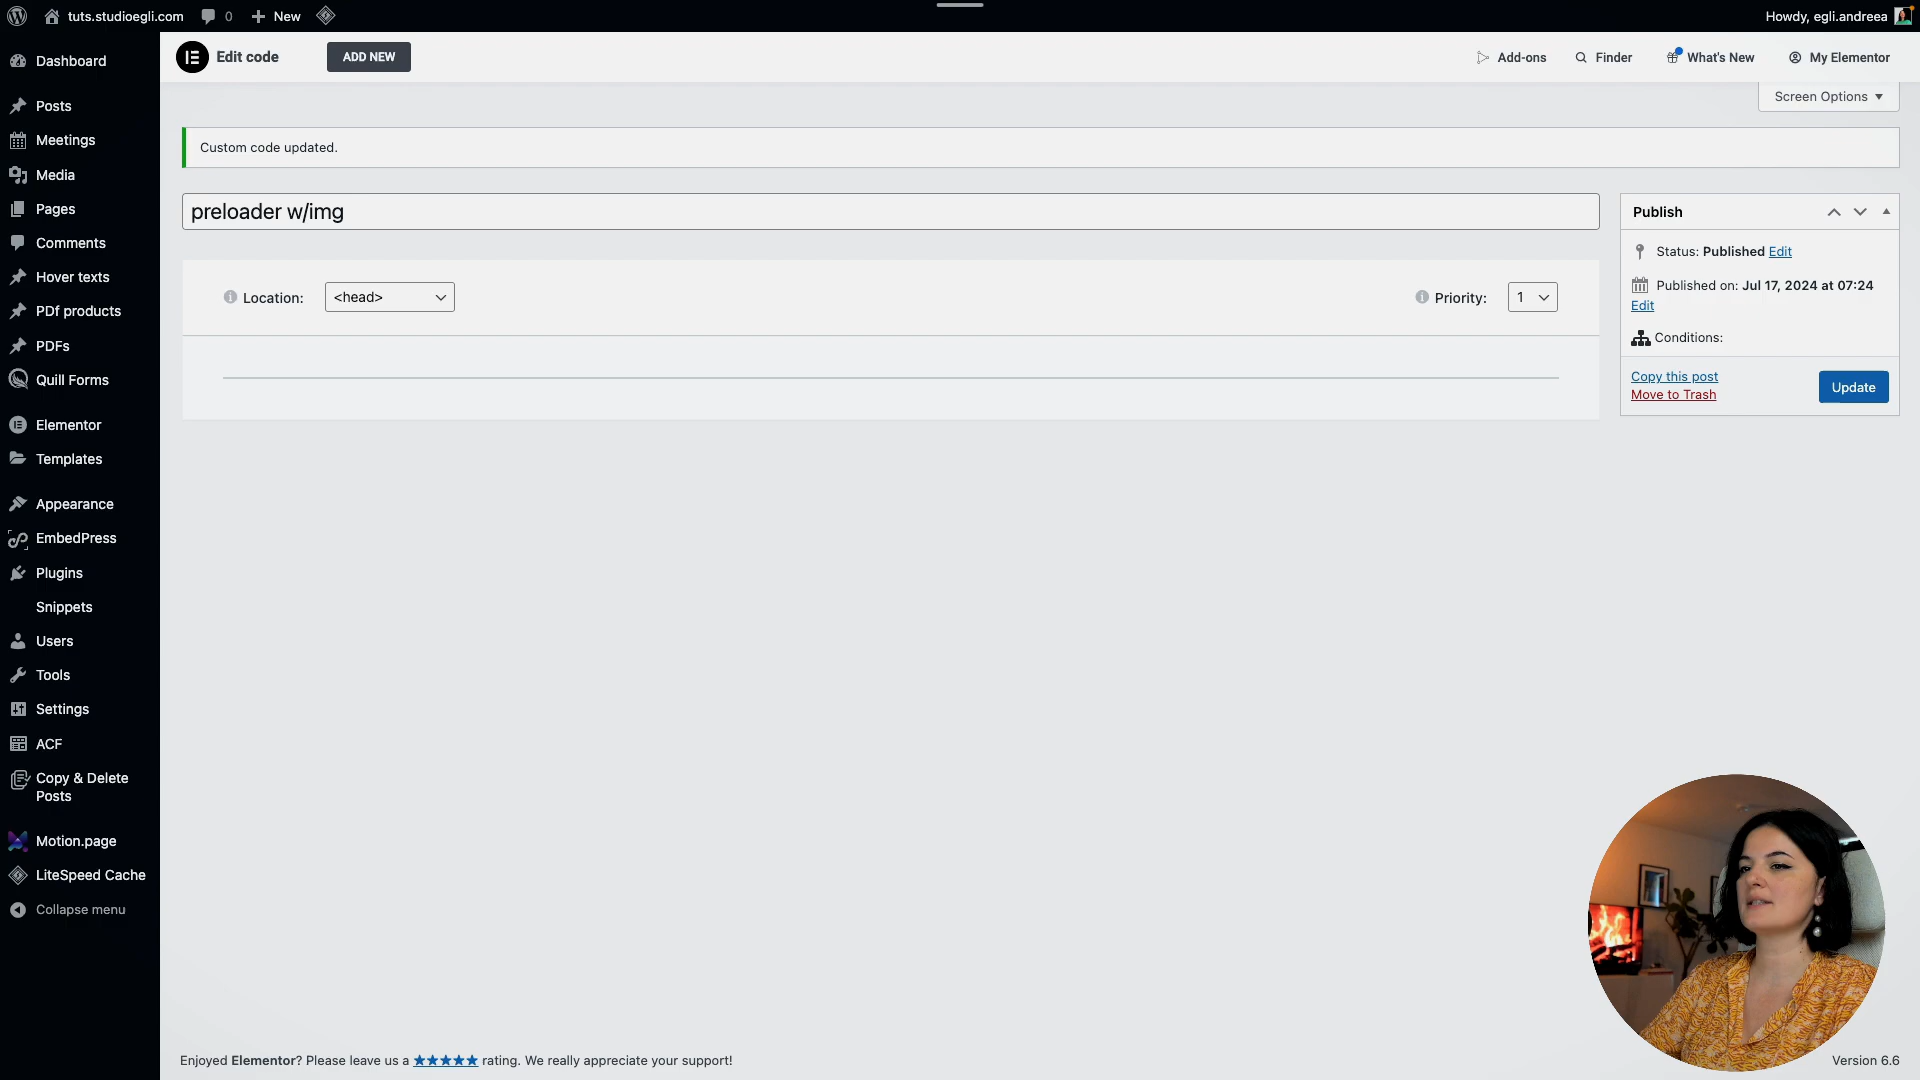 tuts.studioegli.com
0
New
Howdy, egli.andreea
Dashboard
Posts
Meetings
Media
Pages
Comments
Hover texts
PDf products
PDFs
Quill Forms
Elementor
Templates
Appearance
EmbedPress
Plugins
Snippets
Users
Tools
Settings
ACF
Copy & Delete
Posts
Motion.page
LiteSpeed Cache
Collapse menu
Edit code
ADD NEW
Add-ons
Finder
What's New
My Elementor
Screen Options
Custom code updated.
preloader w/img
Location:
<head>
Priority:
1
Publish
Status: Published Edit
Published on: Jul 17, 2024 at 07:24
Edit
Conditions:
Copy this post
Move to Trash
Update
Enjoyed Elementor? Please leave us a ★★★★★ rating. We really appreciate your support!
Version 6.6